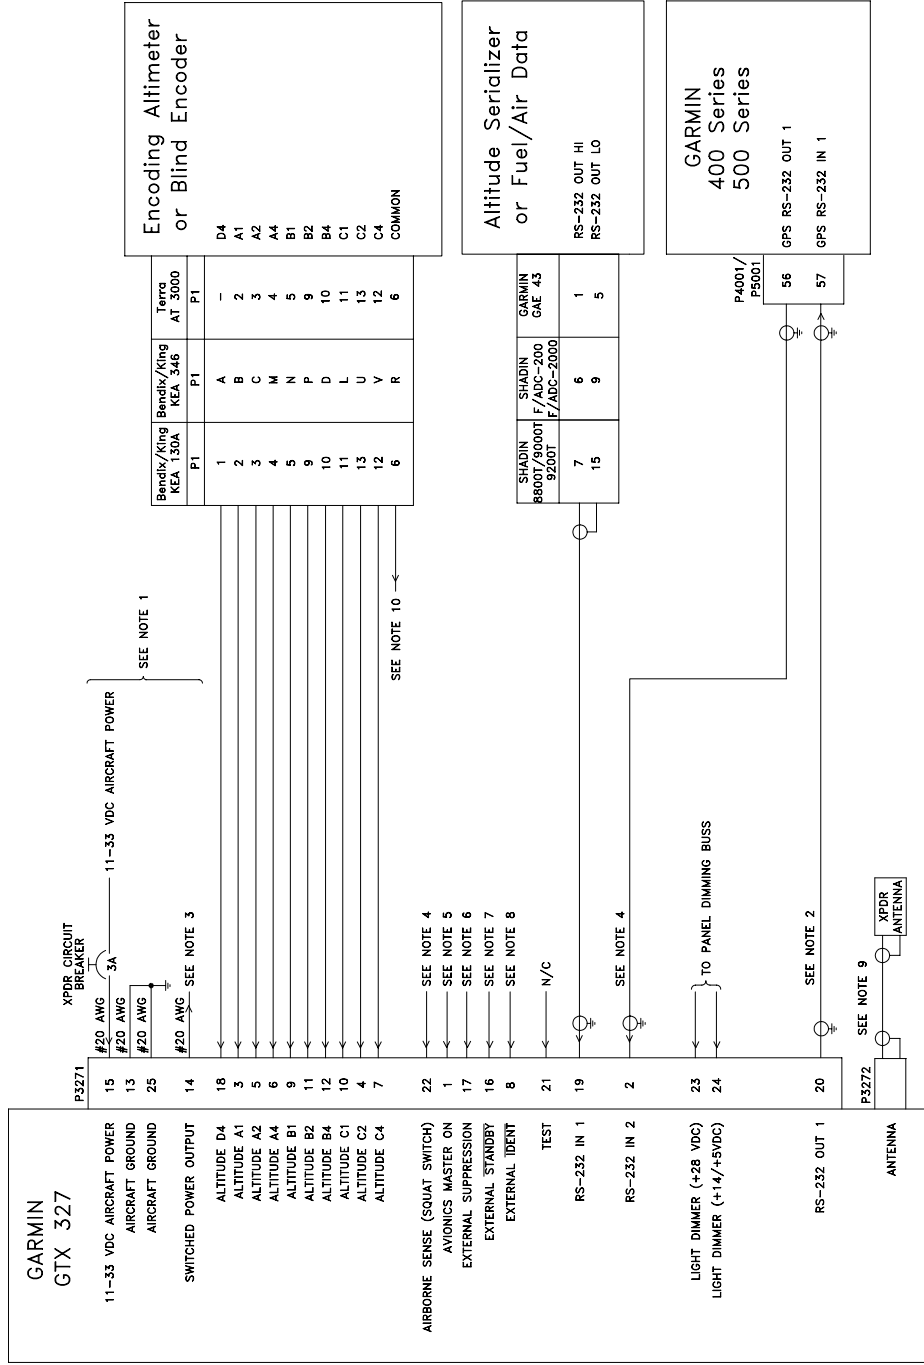 GARMIN
GTX 327
P3271
11-33 VDC AIRCRAFT POWER 15 #20 AWG
XPDR CIRCUIT
BREAKER
3A
11-33 VDC AIRCRAFT POWER
AIRCRAFT GROUND 13 #20 AWG
AIRCRAFT GROUND 25 #20 AWG
SWITCHED POWER OUTPUT 14 #20 AWG SEE NOTE 3
SEE NOTE 1
ALTITUDE D4 18
ALTITUDE A1 3
ALTITUDE A2 5
ALTITUDE A4 6
ALTITUDE B1 9
ALTITUDE B2 11
ALTITUDE B4 12
ALTITUDE C1 10
ALTITUDE C2 4
ALTITUDE C4 7
SEE NOTE 10
AIRBORNE SENSE (SQUAT SWITCH) 22 SEE NOTE 4
AVIONICS MASTER ON 1 SEE NOTE 5
EXTERNAL SUPPRESSION 17 SEE NOTE 6
EXTERNAL STANDBY 16 SEE NOTE 7
EXTERNAL IDENT 8 SEE NOTE 8
TEST 21 N/C
RS-232 IN 1 19
RS-232 IN 2 2 SEE NOTE 4
LIGHT DIMMER (+28 VDC) 23
LIGHT DIMMER (+14/+5VDC) 24
TO PANEL DIMMING BUSS
RS-232 OUT 1 20 SEE NOTE 2
P3272
ANTENNA
SEE NOTE 9
XPDR
ANTENNA
Bendix/King
KEA 130A
Bendix/King
KEA 346
Terra
AT 3000
Encoding Altimeter
or Blind Encoder
P1 P1 P1
1 A - D4
2 B 2 A1
3 C 3 A2
4 M 4 A4
5 N 5 B1
9 P 9 B2
10 D 10 B4
11 L 11 C1
13 U 13 C2
12 V 12 C4
6 R 6 COMMON
SHADIN
8800T/9000T
9200T
SHADIN
F/ADC-200
F/ADC-2000
GARMIN
GAE 43
Altitude Serializer
or Fuel/Air Data
7 6 1 RS-232 OUT HI
15 9 5 RS-232 OUT LO
P4001/
P5001
GARMIN
400 Series
500 Series
56 GPS RS-232 OUT 1
57 GPS RS-232 IN 1